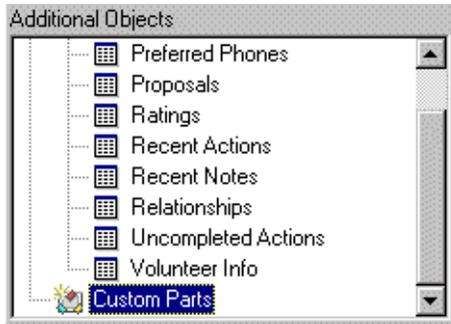 Additional Objects
Preferred Phones
Proposals
Ratings
Recent Actions
Recent Notes
Relationships
Uncompleted Actions
Volunteer Info
Custom Parts